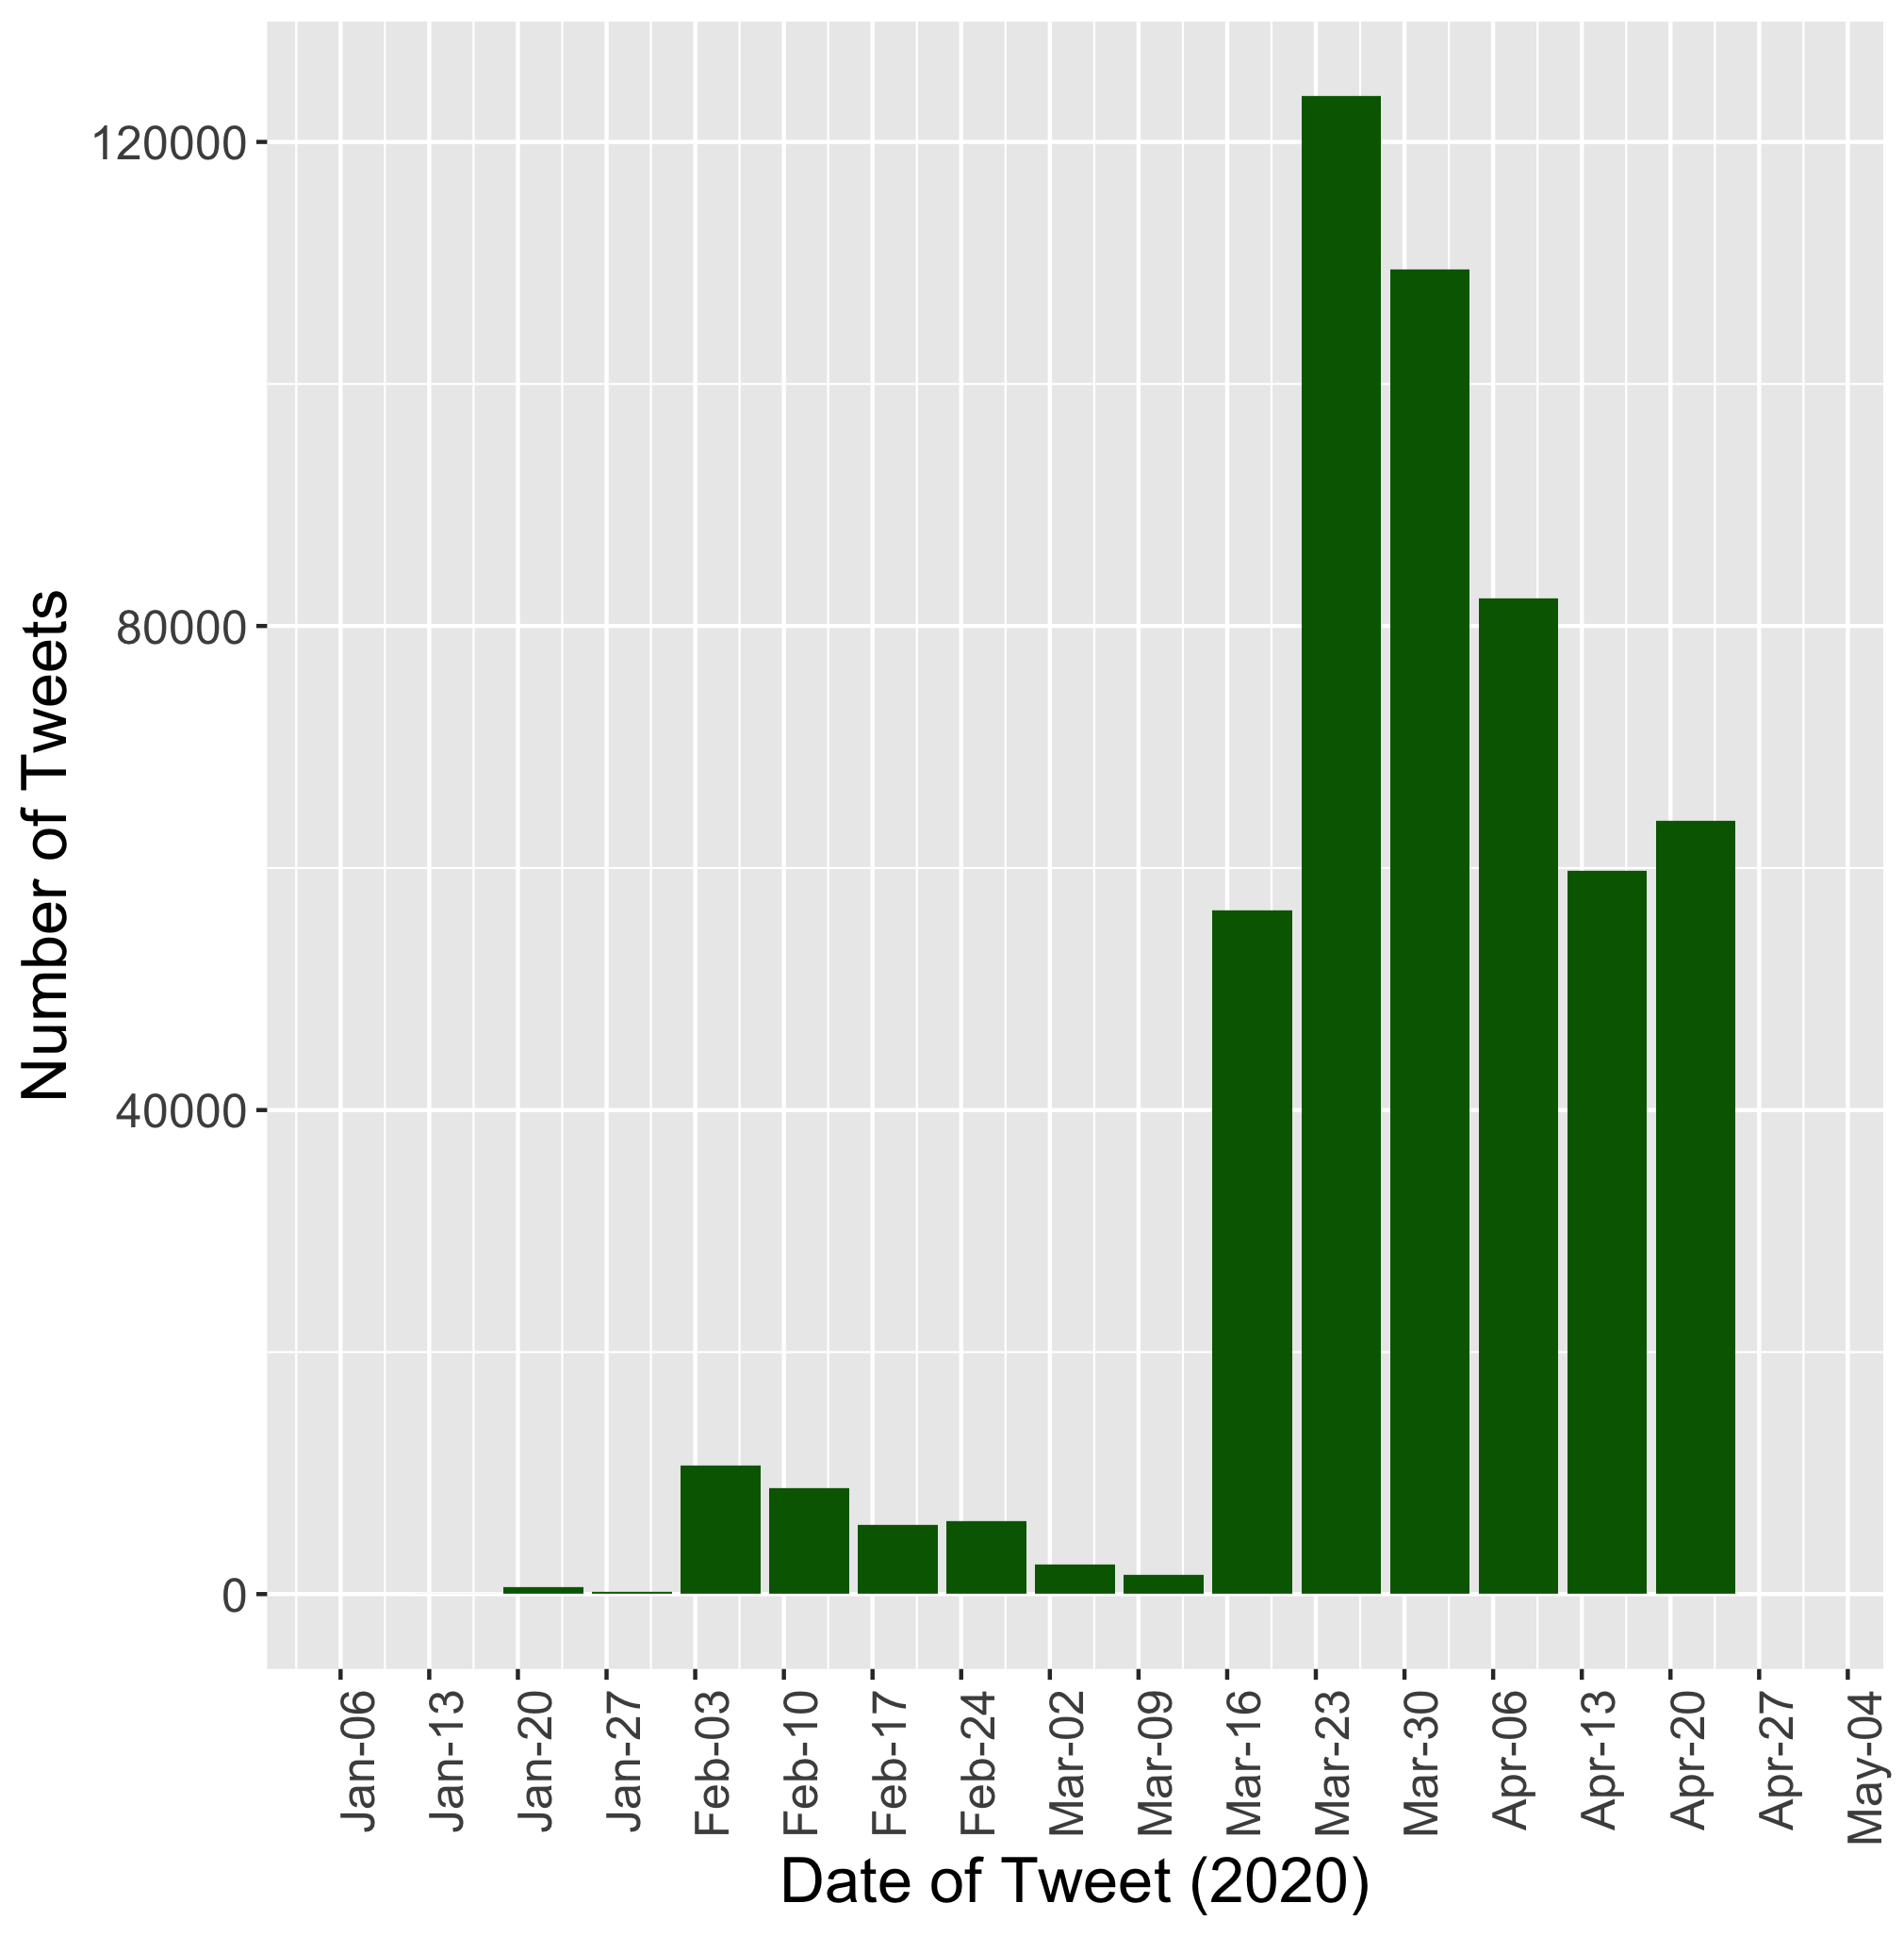 Number of Tweets
120000
80000
40000
0
Jan-06
Jan-13
Jan-20
Jan-27
Feb-03
Feb-10
Feb-17
Feb-24
Mar-02
Mar-09
Mar-16
Mar-23
Mar-30
Apr-06
Apr-13
Apr-20
Apr-27
May-04
Date of Tweet (2020)